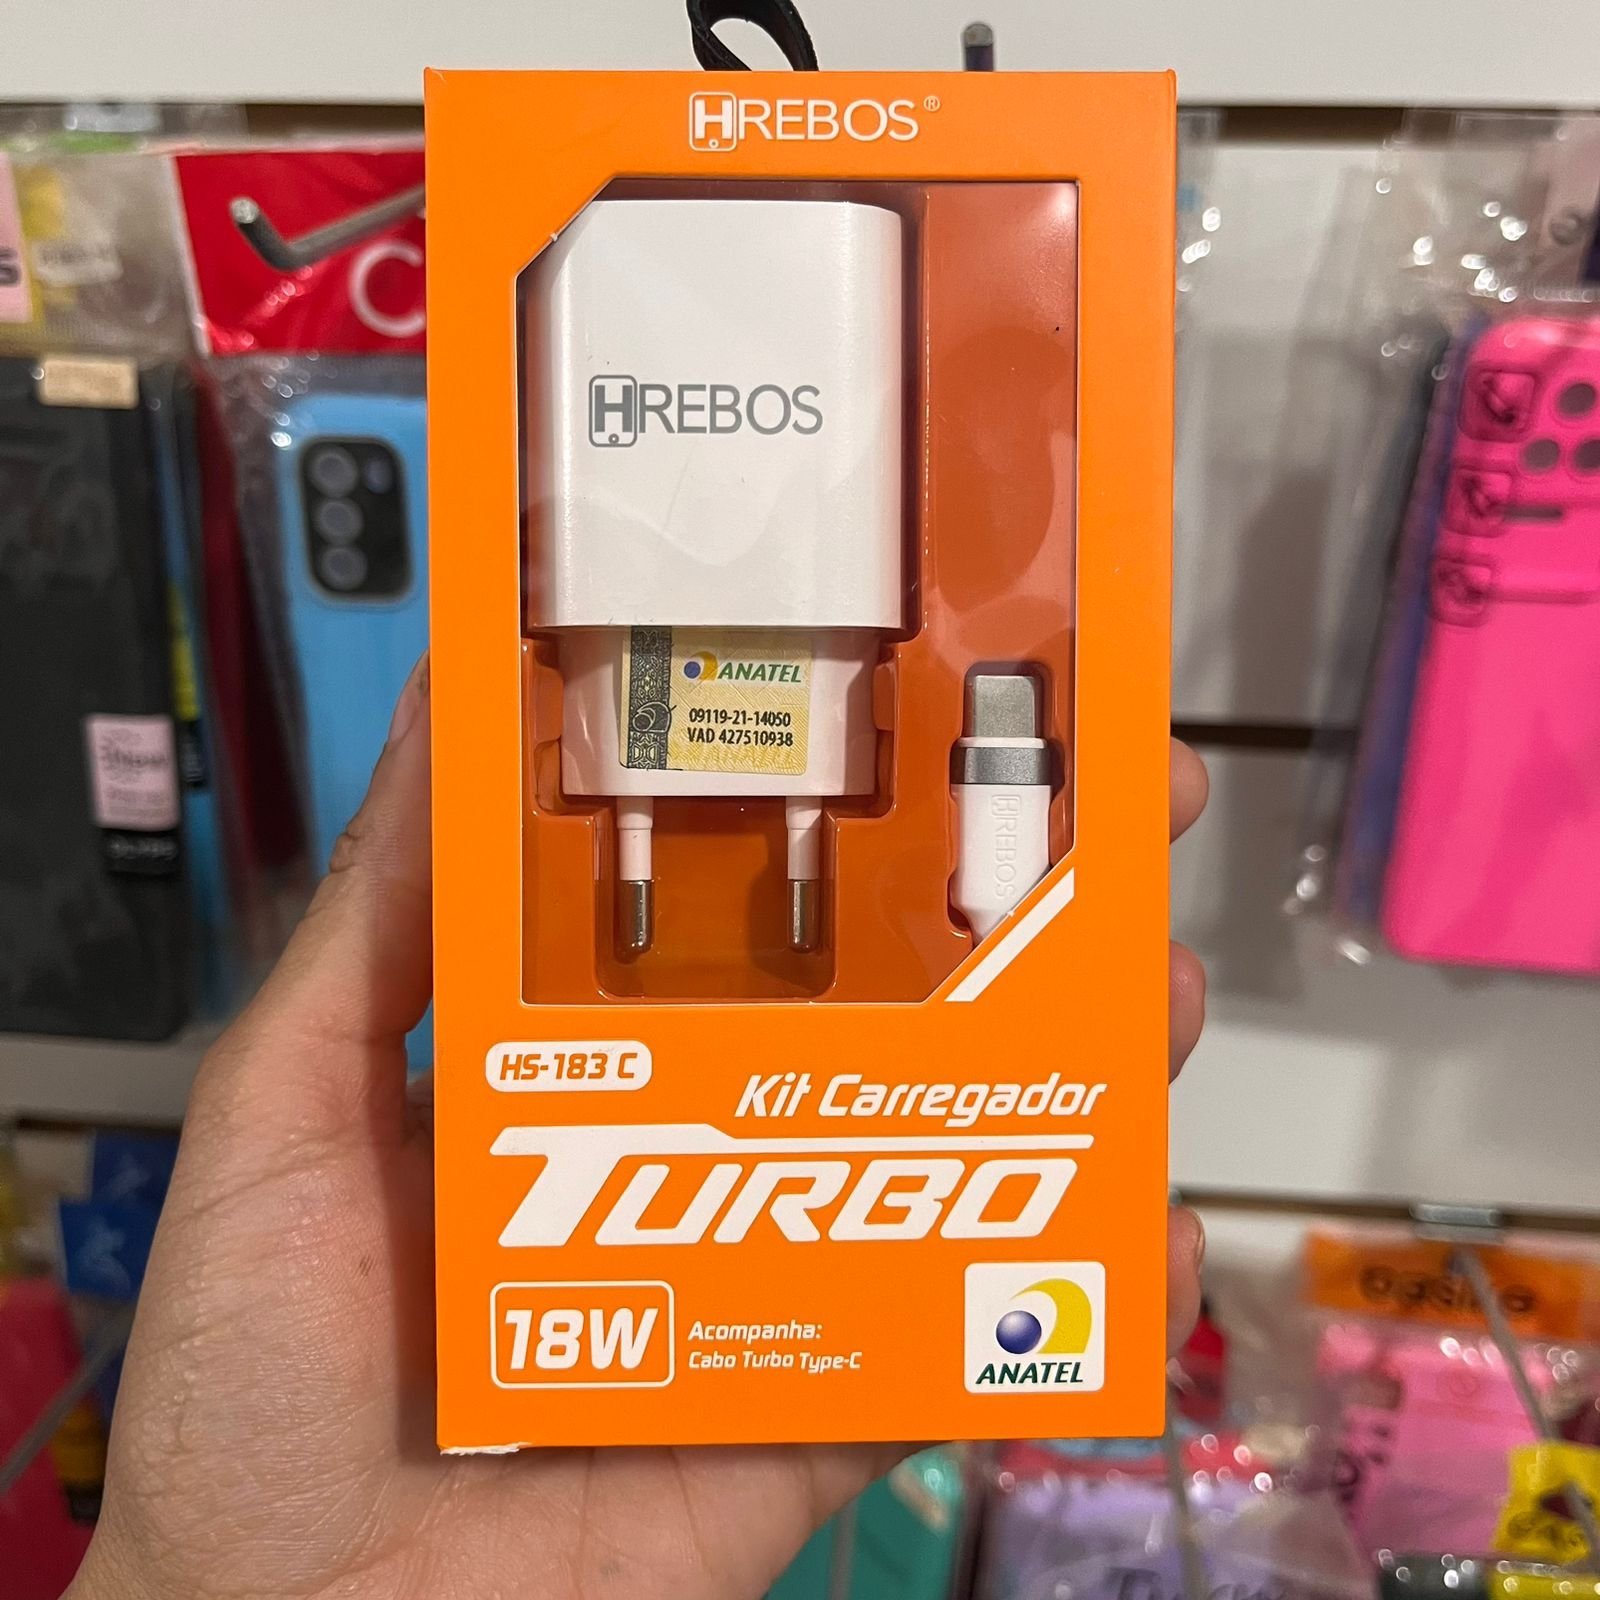 HREBOS®
HREBOS
ANATEL
09119-21-14050
VAD 427510938
HREBOS
HS-183 C
Kit Carregador
TURBO
18W
Acompanha:
Cabo Turbo Type-C
ANATEL